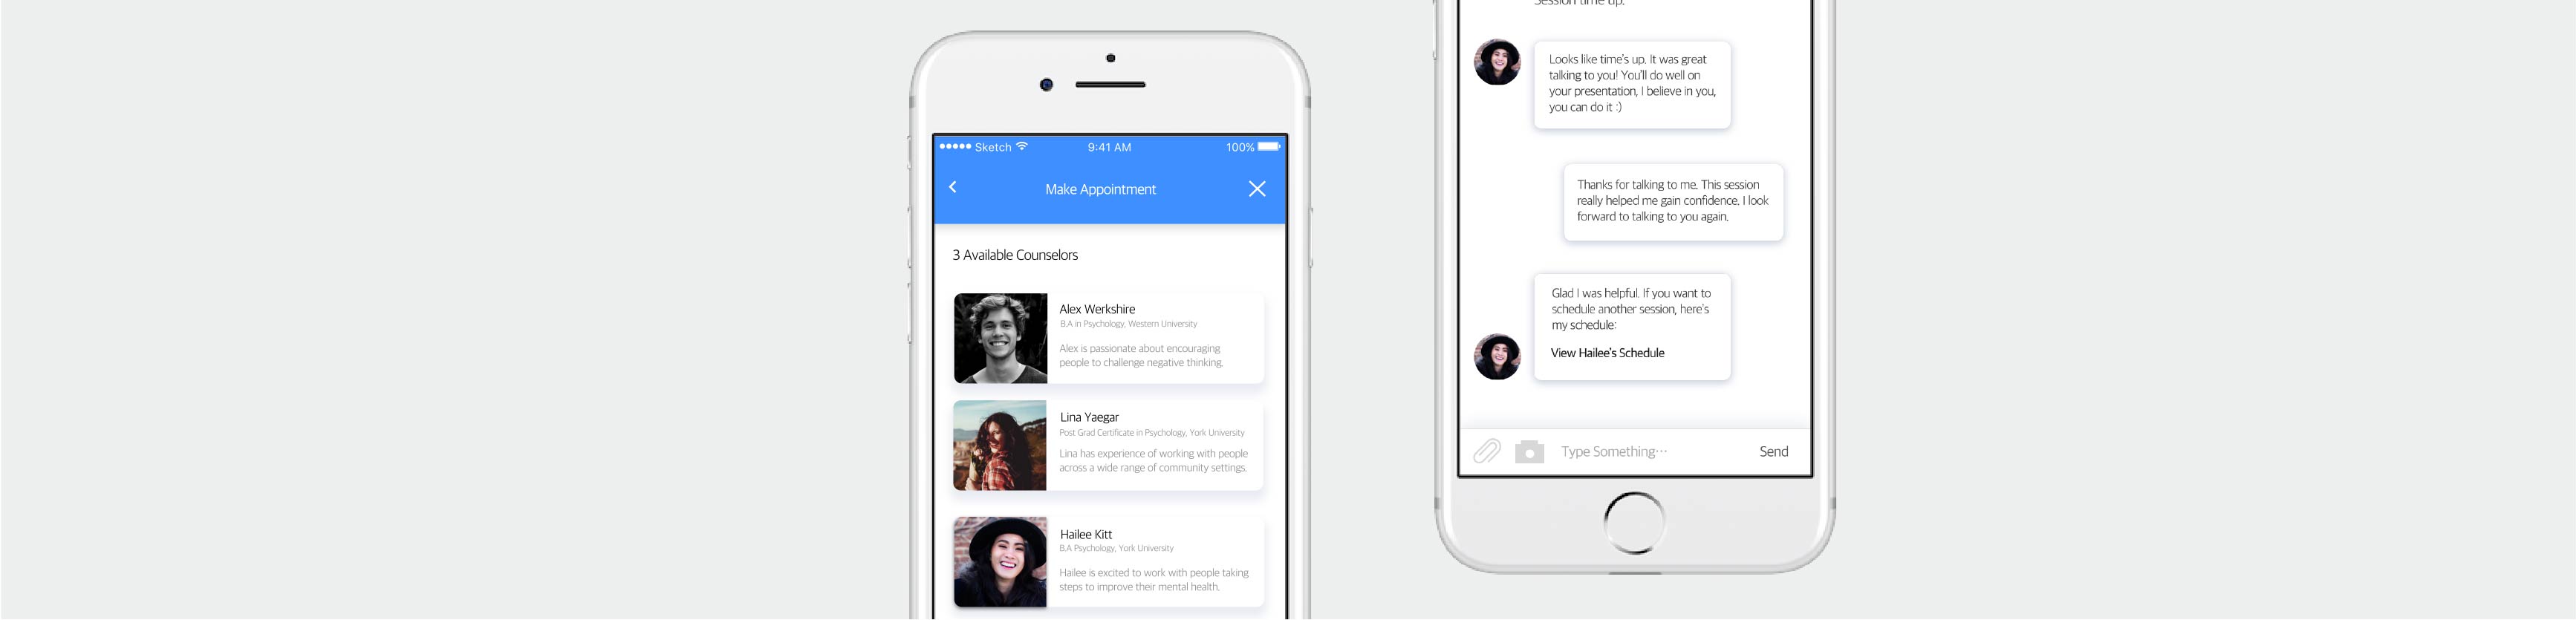 Sketch
9:41 AM
100%
Make Appointment
3 Available Counselors
Alex Werkshire
B.A in Psychology, Western University
Alex is passionate about encouraging
people to challenge negative thinking.
Lina Yaegar
Post Grad Certificate in Psychology, York University
Lina has experience of working with people
across a wide range of community settings.
Hailee Kitt
B.A Psychology, York University
Hailee is excited to work with people taking
steps to improve their mental health.
Session time up.
Looks like time's up. It was great
talking to you! You'll do well on
your presentation, I believe in you,
you can do it :)
Thanks for talking to me. This session
really helped me gain confidence. I look
forward to talking to you again.
Glad I was helpful. If you want to
schedule another session, here's
my schedule:
View Hailee's Schedule
Type Something...
Send